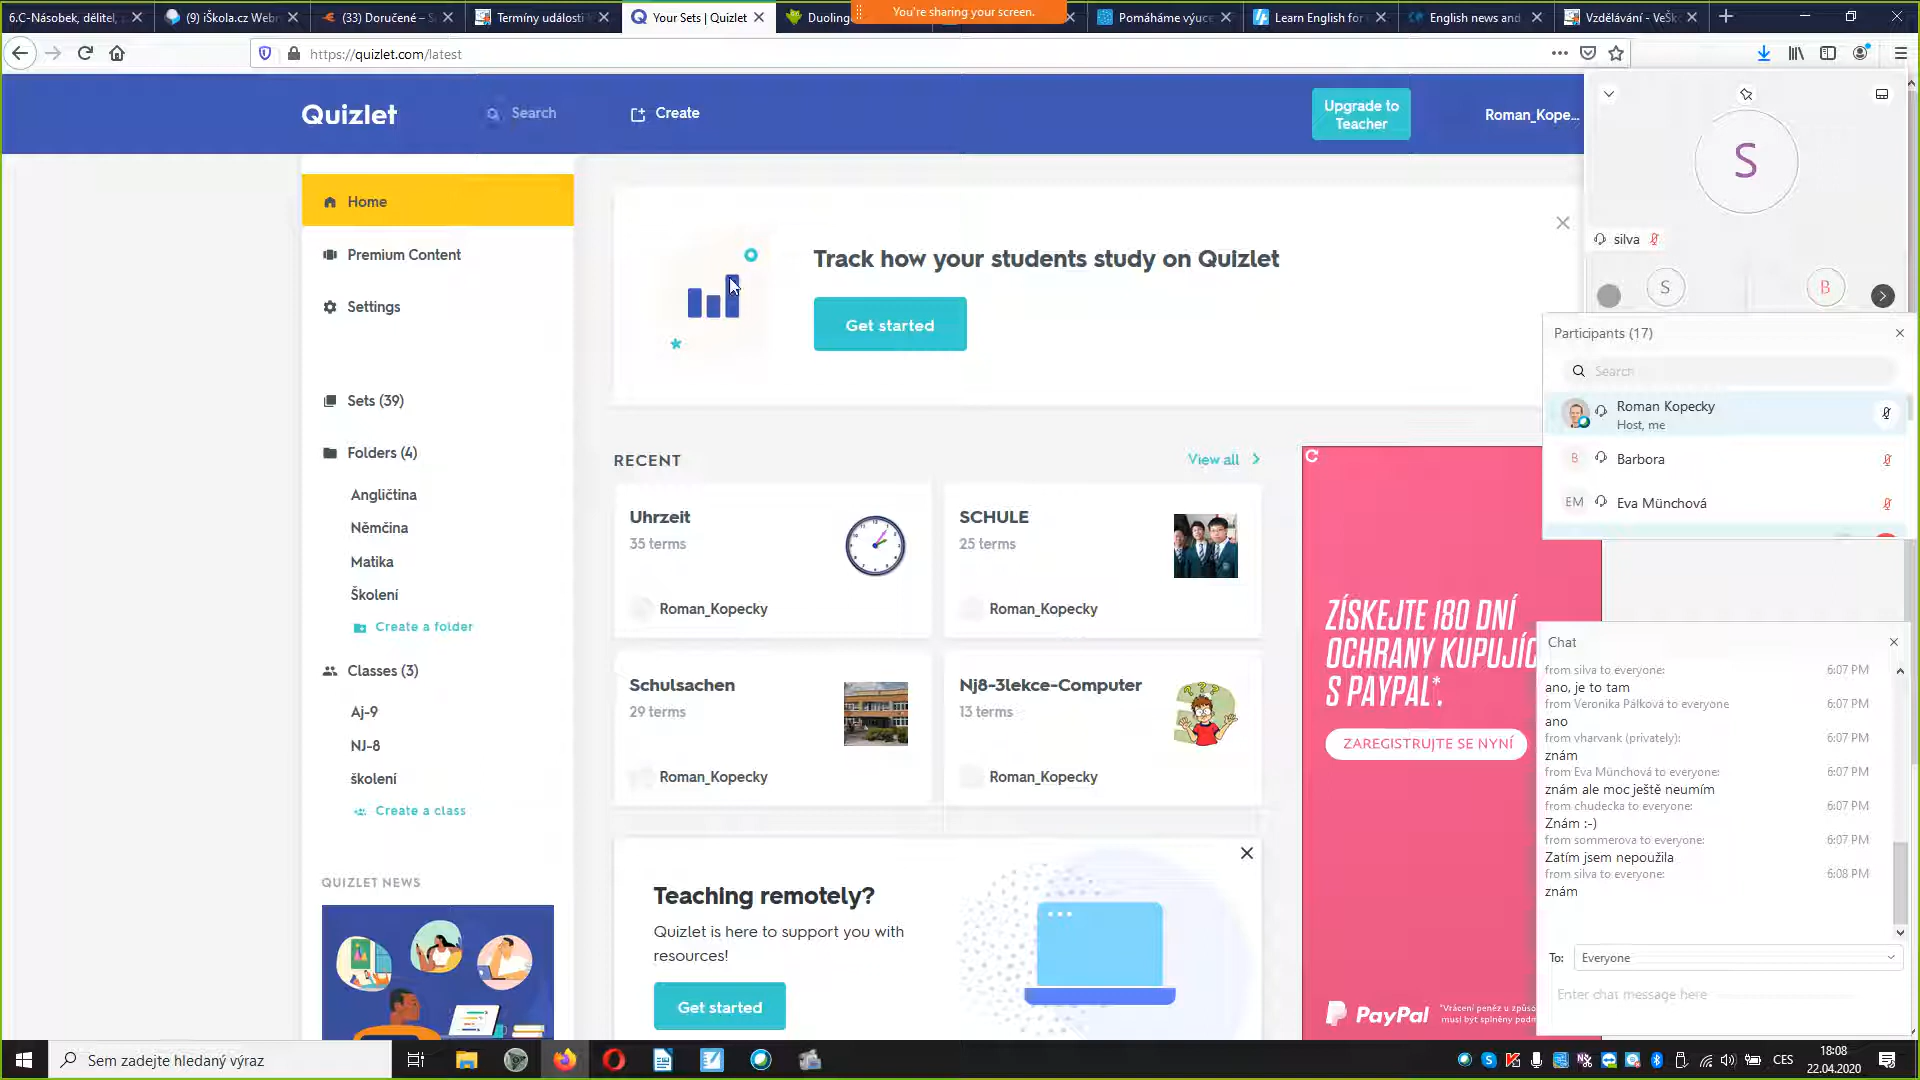 6.C-Násobek, dělitel,
(9) iŠkola.cz Webr
(33) Doručené – S
Termíny události
Your Sets | Quizlet
Duoling
You're sharing your screen.
Pomáháme výuce
Learn English for
English news and
Vzdělávání - VeŠk
https://quizlet.com/latest
Quizlet
Search
Create
Upgrade to
Teacher
Roman_Kope...
Home
Premium Content
Settings
Sets (39)
Folders (4)
Angličtina
Němčina
Matika
Školení
Create a folder
Classes (3)
Aj-9
NJ-8
školení
Create a class
QUIZLET NEWS
Track how your students study on Quizlet
Get started
RECENT
View all
Uhrzeit
35 terms
Roman_Kopecky
SCHULE
25 terms
Roman_Kopecky
Schulsachen
29 terms
Roman_Kopecky
Nj8-3lekce-Computer
13 terms
Roman_Kopecky
Teaching remotely?
Quizlet is here to support you with
resources!
Get started
ZÍSKEJTE 180 DNÍ
OCHRANY KUPUJÍC
S PAYPAL*.
ZAREGISTRUJTE SE NYNÍ
PayPal
*Vrácení peněz u způso
musí být splněny podm
S
silva
S
B
Participants (17)
Search
Roman Kopecky
Host, me
B
Barbora
EM
Eva Münchová
Chat
from silva to everyone: 6:07 PM
ano, je to tam
from Veronika Pálková to everyone 6:07 PM
ano
from vharvank (privately): 6:07 PM
znám
from Eva Münchová to everyone: 6:07 PM
znám ale moc ještě neumím
from chudecka to everyone: 6:07 PM
Znám :-)
from sommerova to everyone: 6:07 PM
Zatím jsem nepoužila
from silva to everyone: 6:08 PM
znám
To:
Everyone
Enter chat message here
Sem zadejte hledaný výraz
CES
18:08
22.04.2020